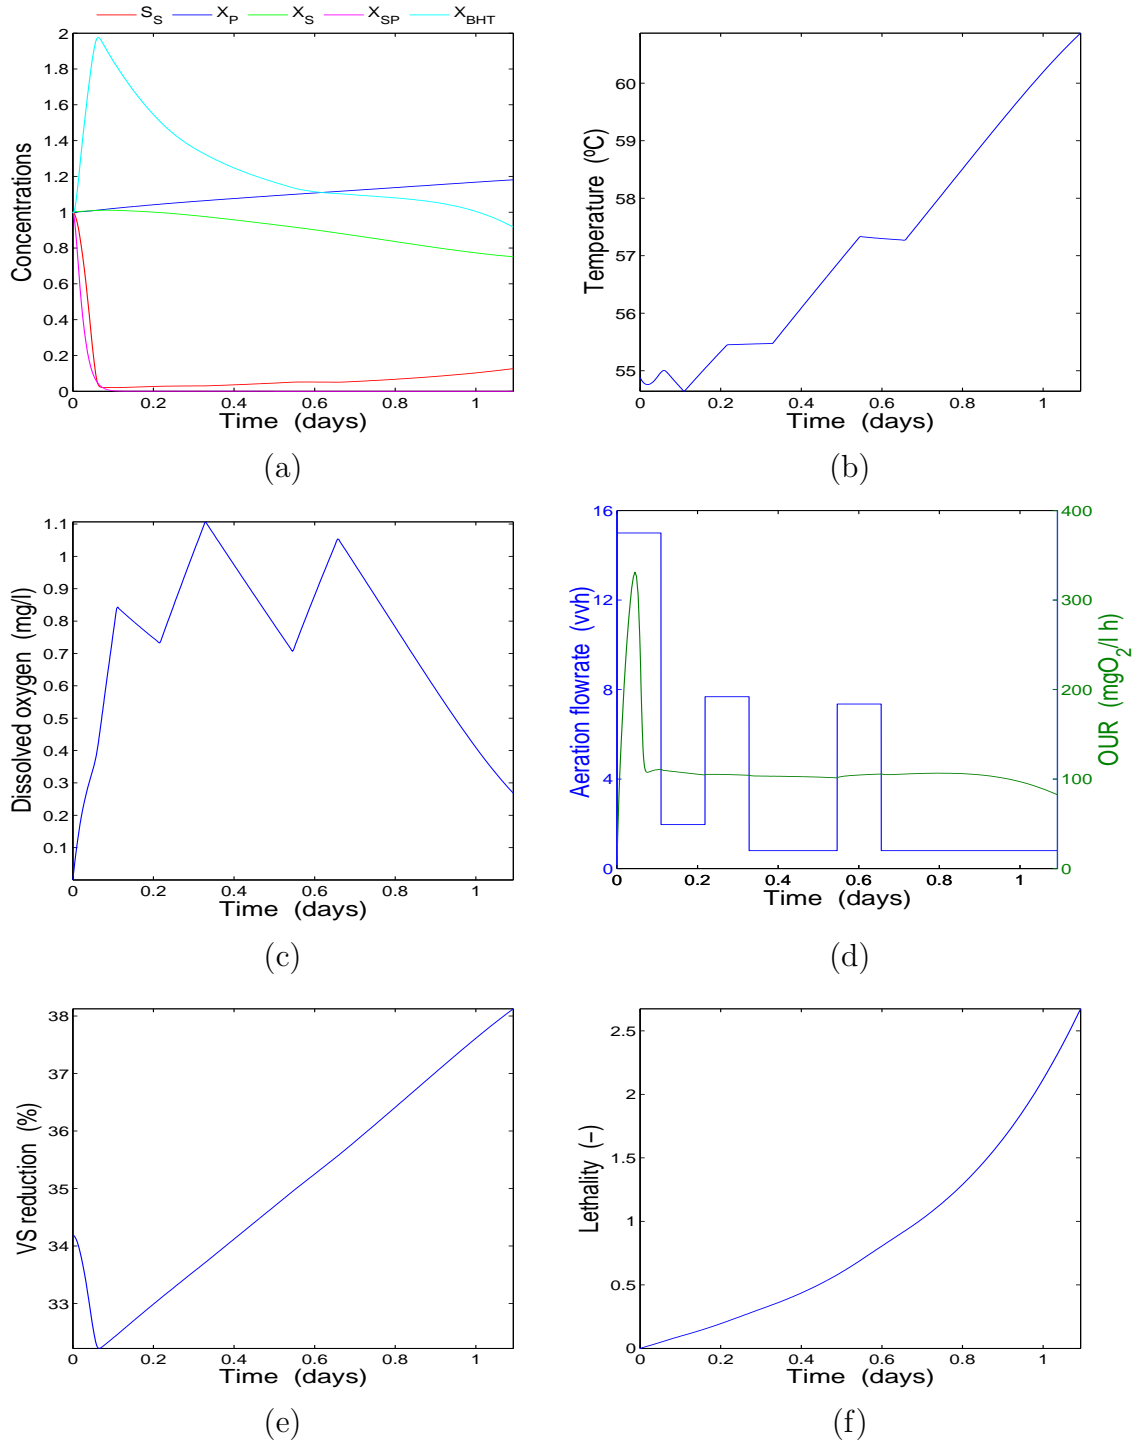 S_S X_P X_S X_SP X_BHT
2
1.8
1.6
1.4
1.2
1
0.8
0.6
0.4
0.2
0
Concentrations
0 0.2 0.4 0.6 0.8 1
Time (days)
(a)
60
59
58
57
56
55
Temperature (ºC)
0 0.2 0.4 0.6 0.8 1
Time (days)
(b)
1.1
1
0.9
0.8
0.7
0.6
0.5
0.4
0.3
0.2
0.1
Dissolved oxygen (mg/l)
0 0.2 0.4 0.6 0.8 1
Time (days)
(c)
16
12
8
4
0
Aeration flowrate (vvh)
400
300
200
100
0
OUR (mgO_2/l h)
0 0.2 0.4 0.6 0.8 1
Time (days)
(d)
38
37
36
35
34
33
VS reduction (%)
0 0.2 0.4 0.6 0.8 1
Time (days)
(e)
2.5
2
1.5
1
0.5
0
Lethality (−)
0 0.2 0.4 0.6 0.8 1
Time (days)
(f)